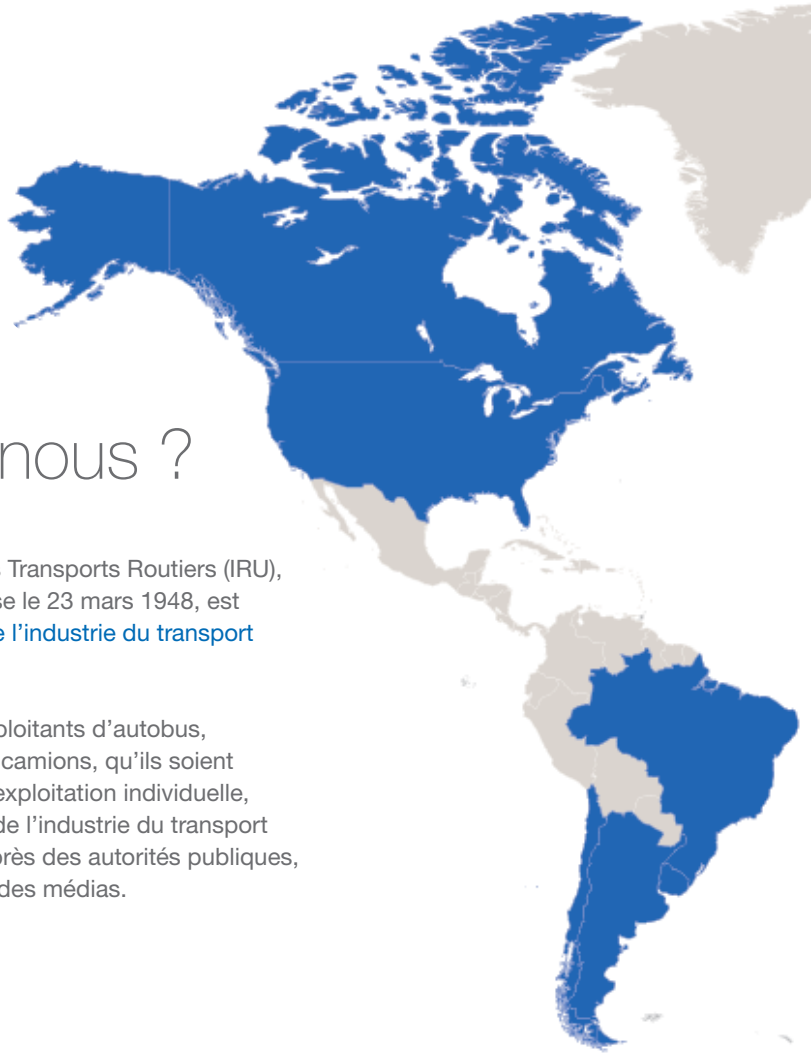 nous ?
Transports Routiers (IRU),
se le 23 mars 1948, est
l’industrie du transport
ploitants d’autobus,
camions, qu’ils soient
exploitation individuelle,
de l’industrie du transport
près des autorités publiques,
des médias.